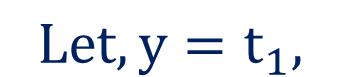 Let, y = t₁,